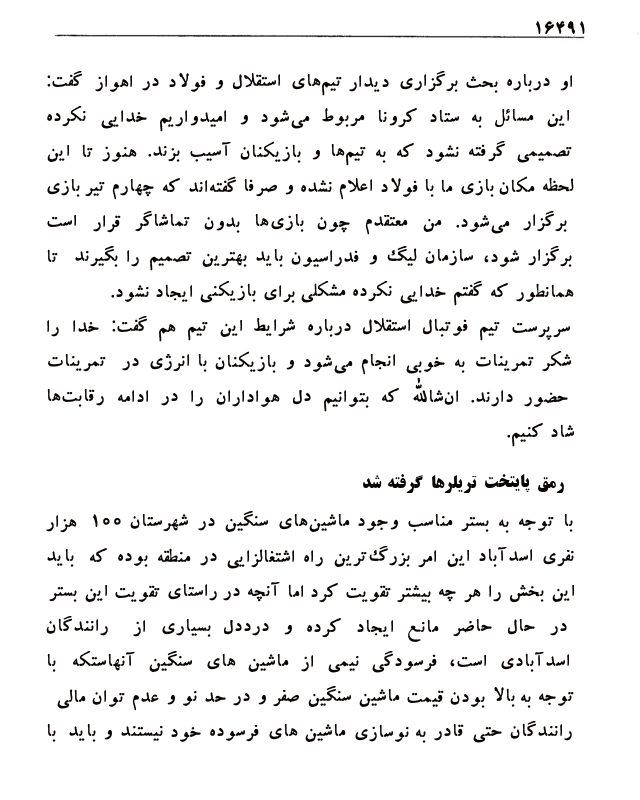 ۱۶۴۹۱
او درباره بحث برگزاری دیدار تیم‌های استقلال و فولاد در اهواز گفت:
این مسائل به ستاد کرونا مربوط می‌شود و امیدواریم خدایی نکرده
تصمیمی گرفته نشود که به تیم‌ها و بازیکنان آسیب بزند. هنوز تا این
لحظه مکان بازی ما با فولاد اعلام نشده و صرفا گفته‌اند که چهارم تیر بازی
برگزار می‌شود. من معتقدم چون بازی‌ها بدون تماشاگر قرار است
برگزار شود، سازمان لیگ و فدراسیون باید بهترین تصمیم را بگیرند تا
همانطور که گفتم خدایی نکرده مشکلی برای بازیکنی ایجاد نشود.
سرپرست تیم فوتبال استقلال درباره شرایط این تیم هم گفت: خدا را
شکر تمرینات به خوبی انجام می‌شود و بازیکنان با انرژی در تمرینات
حضور دارند. ان‌شالله که بتوانیم دل هواداران را در ادامه رقابت‌ها
شاد کنیم.
رمق پایتخت تریلرها گرفته شد
با توجه به بستر مناسب وجود ماشین‌های سنگین در شهرستان ۱۰۰ هزار
نفری اسدآباد این امر بزرگ‌ترین راه اشتغالزایی در منطقه بوده که باید
این بخش را هر چه بیشتر تقویت کرد اما آنچه در راستای تقویت این بستر
در حال حاضر مانع ایجاد کرده و درددل بسیاری از رانندگان
اسدآبادی است، فرسودگی نیمی از ماشین های سنگین آنهاستکه با
توجه به بالا بودن قیمت ماشین سنگین صفر و در حد نو و عدم توان مالی
رانندگان حتی قادر به نوسازی ماشین های فرسوده خود نیستند و باید با